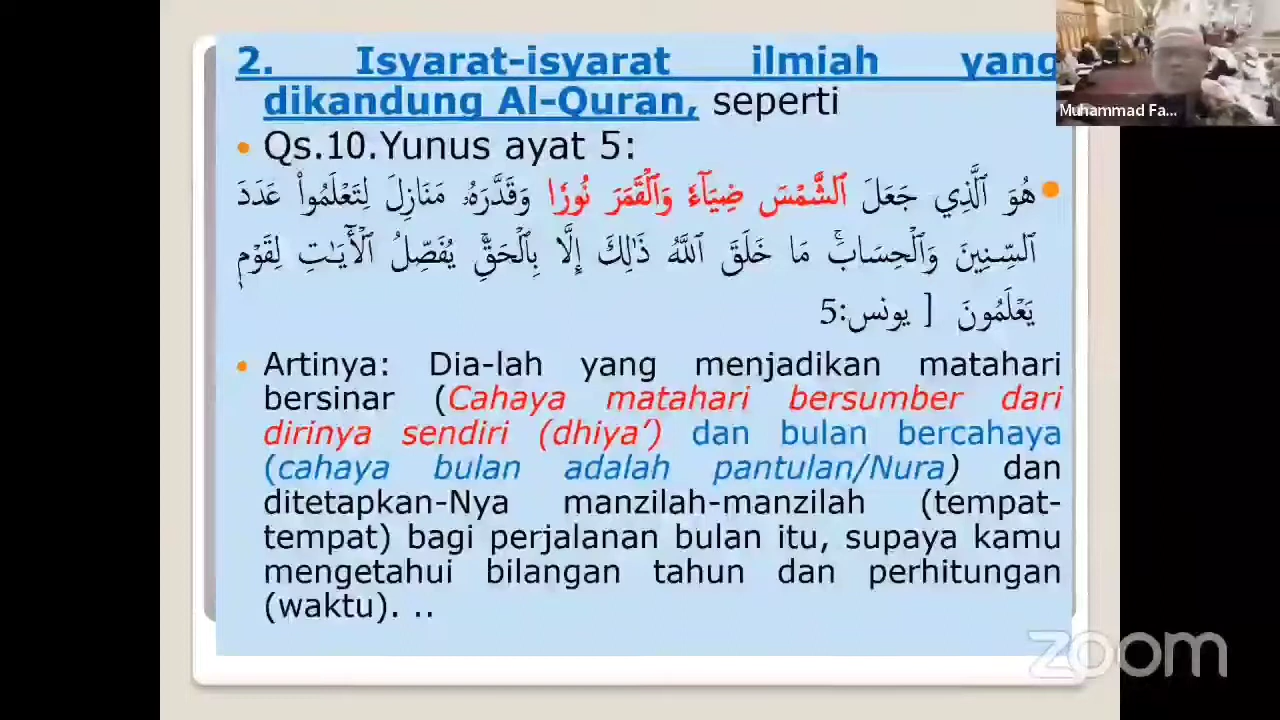 2. Isyarat-isyarat ilmiah yang
dikandung Al-Quran, seperti
• Qs.10.Yunus ayat 5:
هُوَ ٱلَّذِي جَعَلَ ٱلشَّمۡسَ ضِيَآءٗ وَٱلۡقَمَرَ نُورٗا وَقَدَّرَهُۥ مَنَازِلَ لِتَعۡلَمُواْ عَدَدَ
ٱلسِّنِينَ وَٱلۡحِسَابَۚ مَا خَلَقَ ٱللَّهُ ذَٰلِكَ إِلَّا بِٱلۡحَقِّۚ يُفَصِّلُ ٱلۡأٓيَٰتِ لِقَوۡمٖ
يَعۡلَمُونَ [ يونس:5
• Artinya: Dia-lah yang menjadikan matahari
bersinar (Cahaya matahari bersumber dari
dirinya sendiri (dhiya’) dan bulan bercahaya
(cahaya bulan adalah pantulan/Nura) dan
ditetapkan-Nya manzilah-manzilah (tempat-
tempat) bagi perjalanan bulan itu, supaya kamu
mengetahui bilangan tahun dan perhitungan
(waktu). ..
Muhammad Fa...
zoom